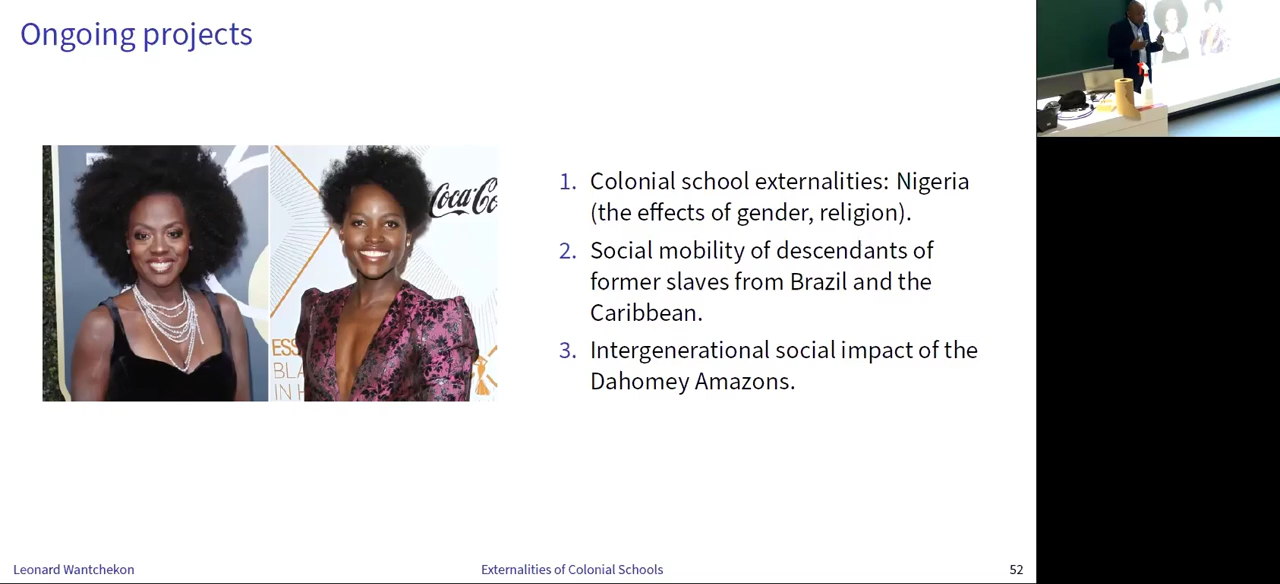 Ongoing projects
Coca-Co
ESS
BLA
IN H
1. Colonial school externalities: Nigeria
(the effects of gender, religion).
2. Social mobility of descendants of
former slaves from Brazil and the
Caribbean.
3. Intergenerational social impact of the
Dahomey Amazons.
Leonard Wantchekon
Externalities of Colonial Schools
52